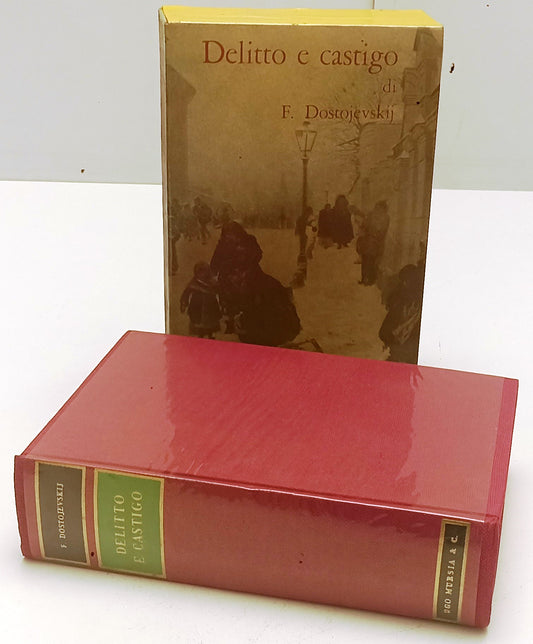 Delitto e castigo
di
F. Dostojevskij
F. DOSTOJEVSKIJ
DELITTO
E CASTIGO
UGO MURSIA & C.